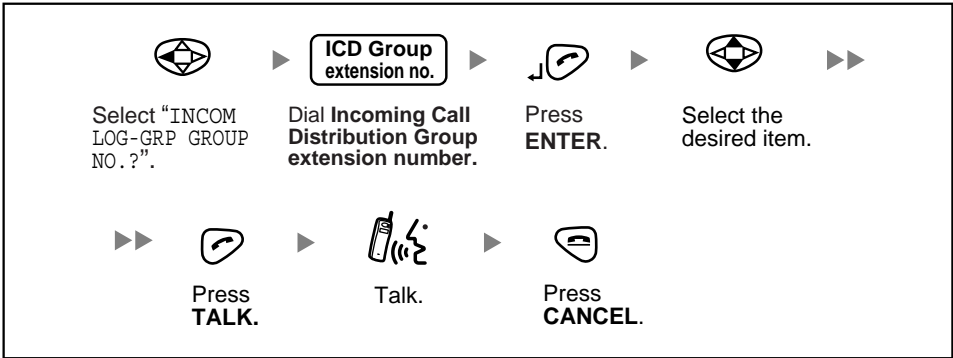 ICD Group
extension no.
Select “INCOM
LOG-GRP GROUP
NO.?”.
Dial Incoming Call
Distribution Group
extension number.
Press
ENTER.
Select the
desired item.
Press
TALK.
Talk.
Press
CANCEL.